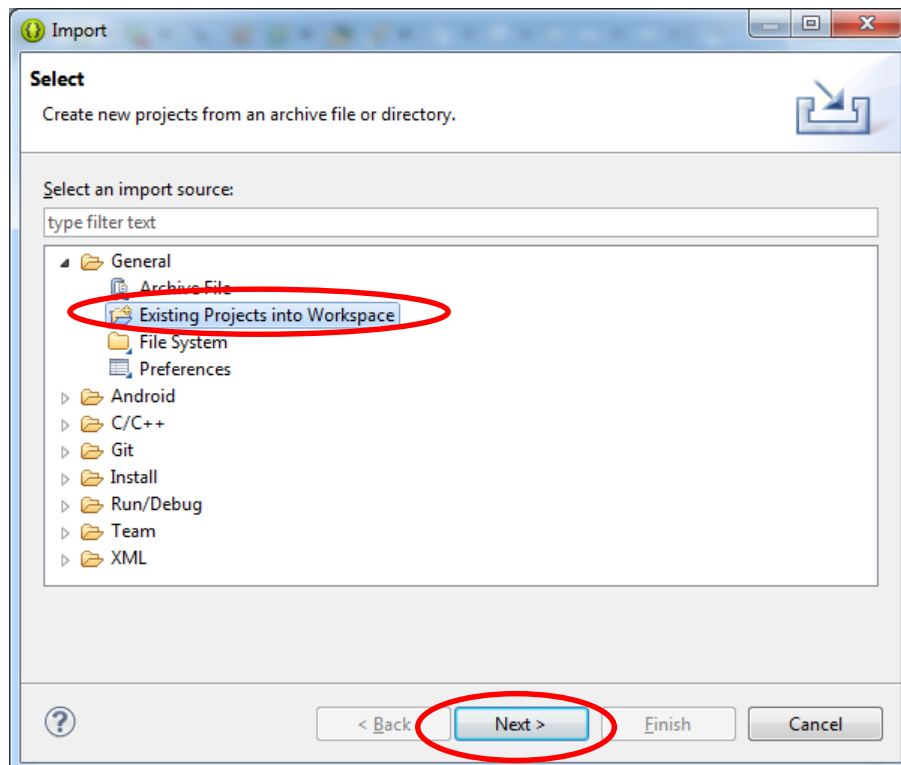 Import
Select
Create new projects from an archive file or directory.
Select an import source:
type filter text
General
Archive File
Existing Projects into Workspace
File System
Preferences
Android
C/C++
Git
Install
Run/Debug
Team
XML
? < Back Next > Finish Cancel